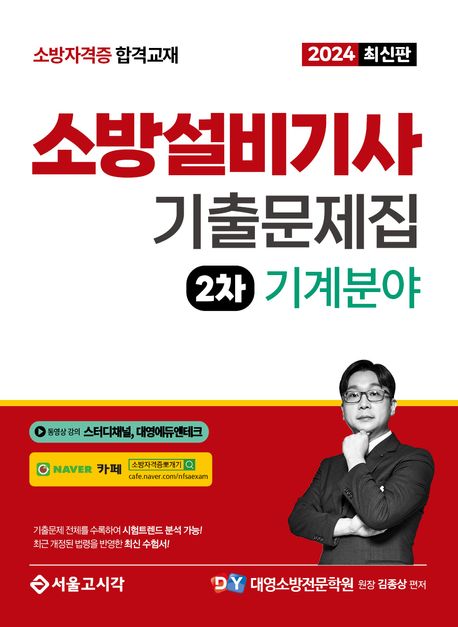 소방자격증 합격교재
2024 최신판
소방설비기사
기출문제집
2차 기계분야
동영상 강의 스터디채널, 대영에듀엔테크
NAVER 카페 소방자격증뽀개기
cafe.naver.com/nfsaexam
기출문제 전체를 수록하여 시험트렌드 분석 가능!
최근 개정된 법령을 반영한 최신 수험서!
서울고시각
DY 대영소방전문학원 원장 김종상 편저